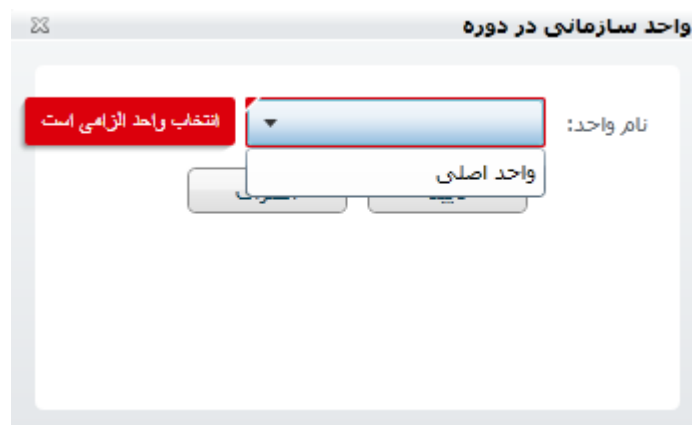 واحد سازمانی در دوره
نام واحد:
انتخاب واحد الزامی است
واحد اصلی